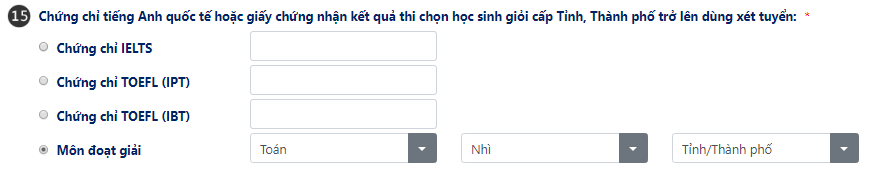 15 Chứng chỉ tiếng Anh quốc tế hoặc giấy chứng nhận kết quả thi chọn học sinh giỏi cấp Tỉnh, Thành phố trở lên dùng xét tuyển: *
Chứng chỉ IELTS
Chứng chỉ TOEFL (IPT)
Chứng chỉ TOEFL (IBT)
Môn đoạt giải Toán Nhì Tỉnh/Thành phố